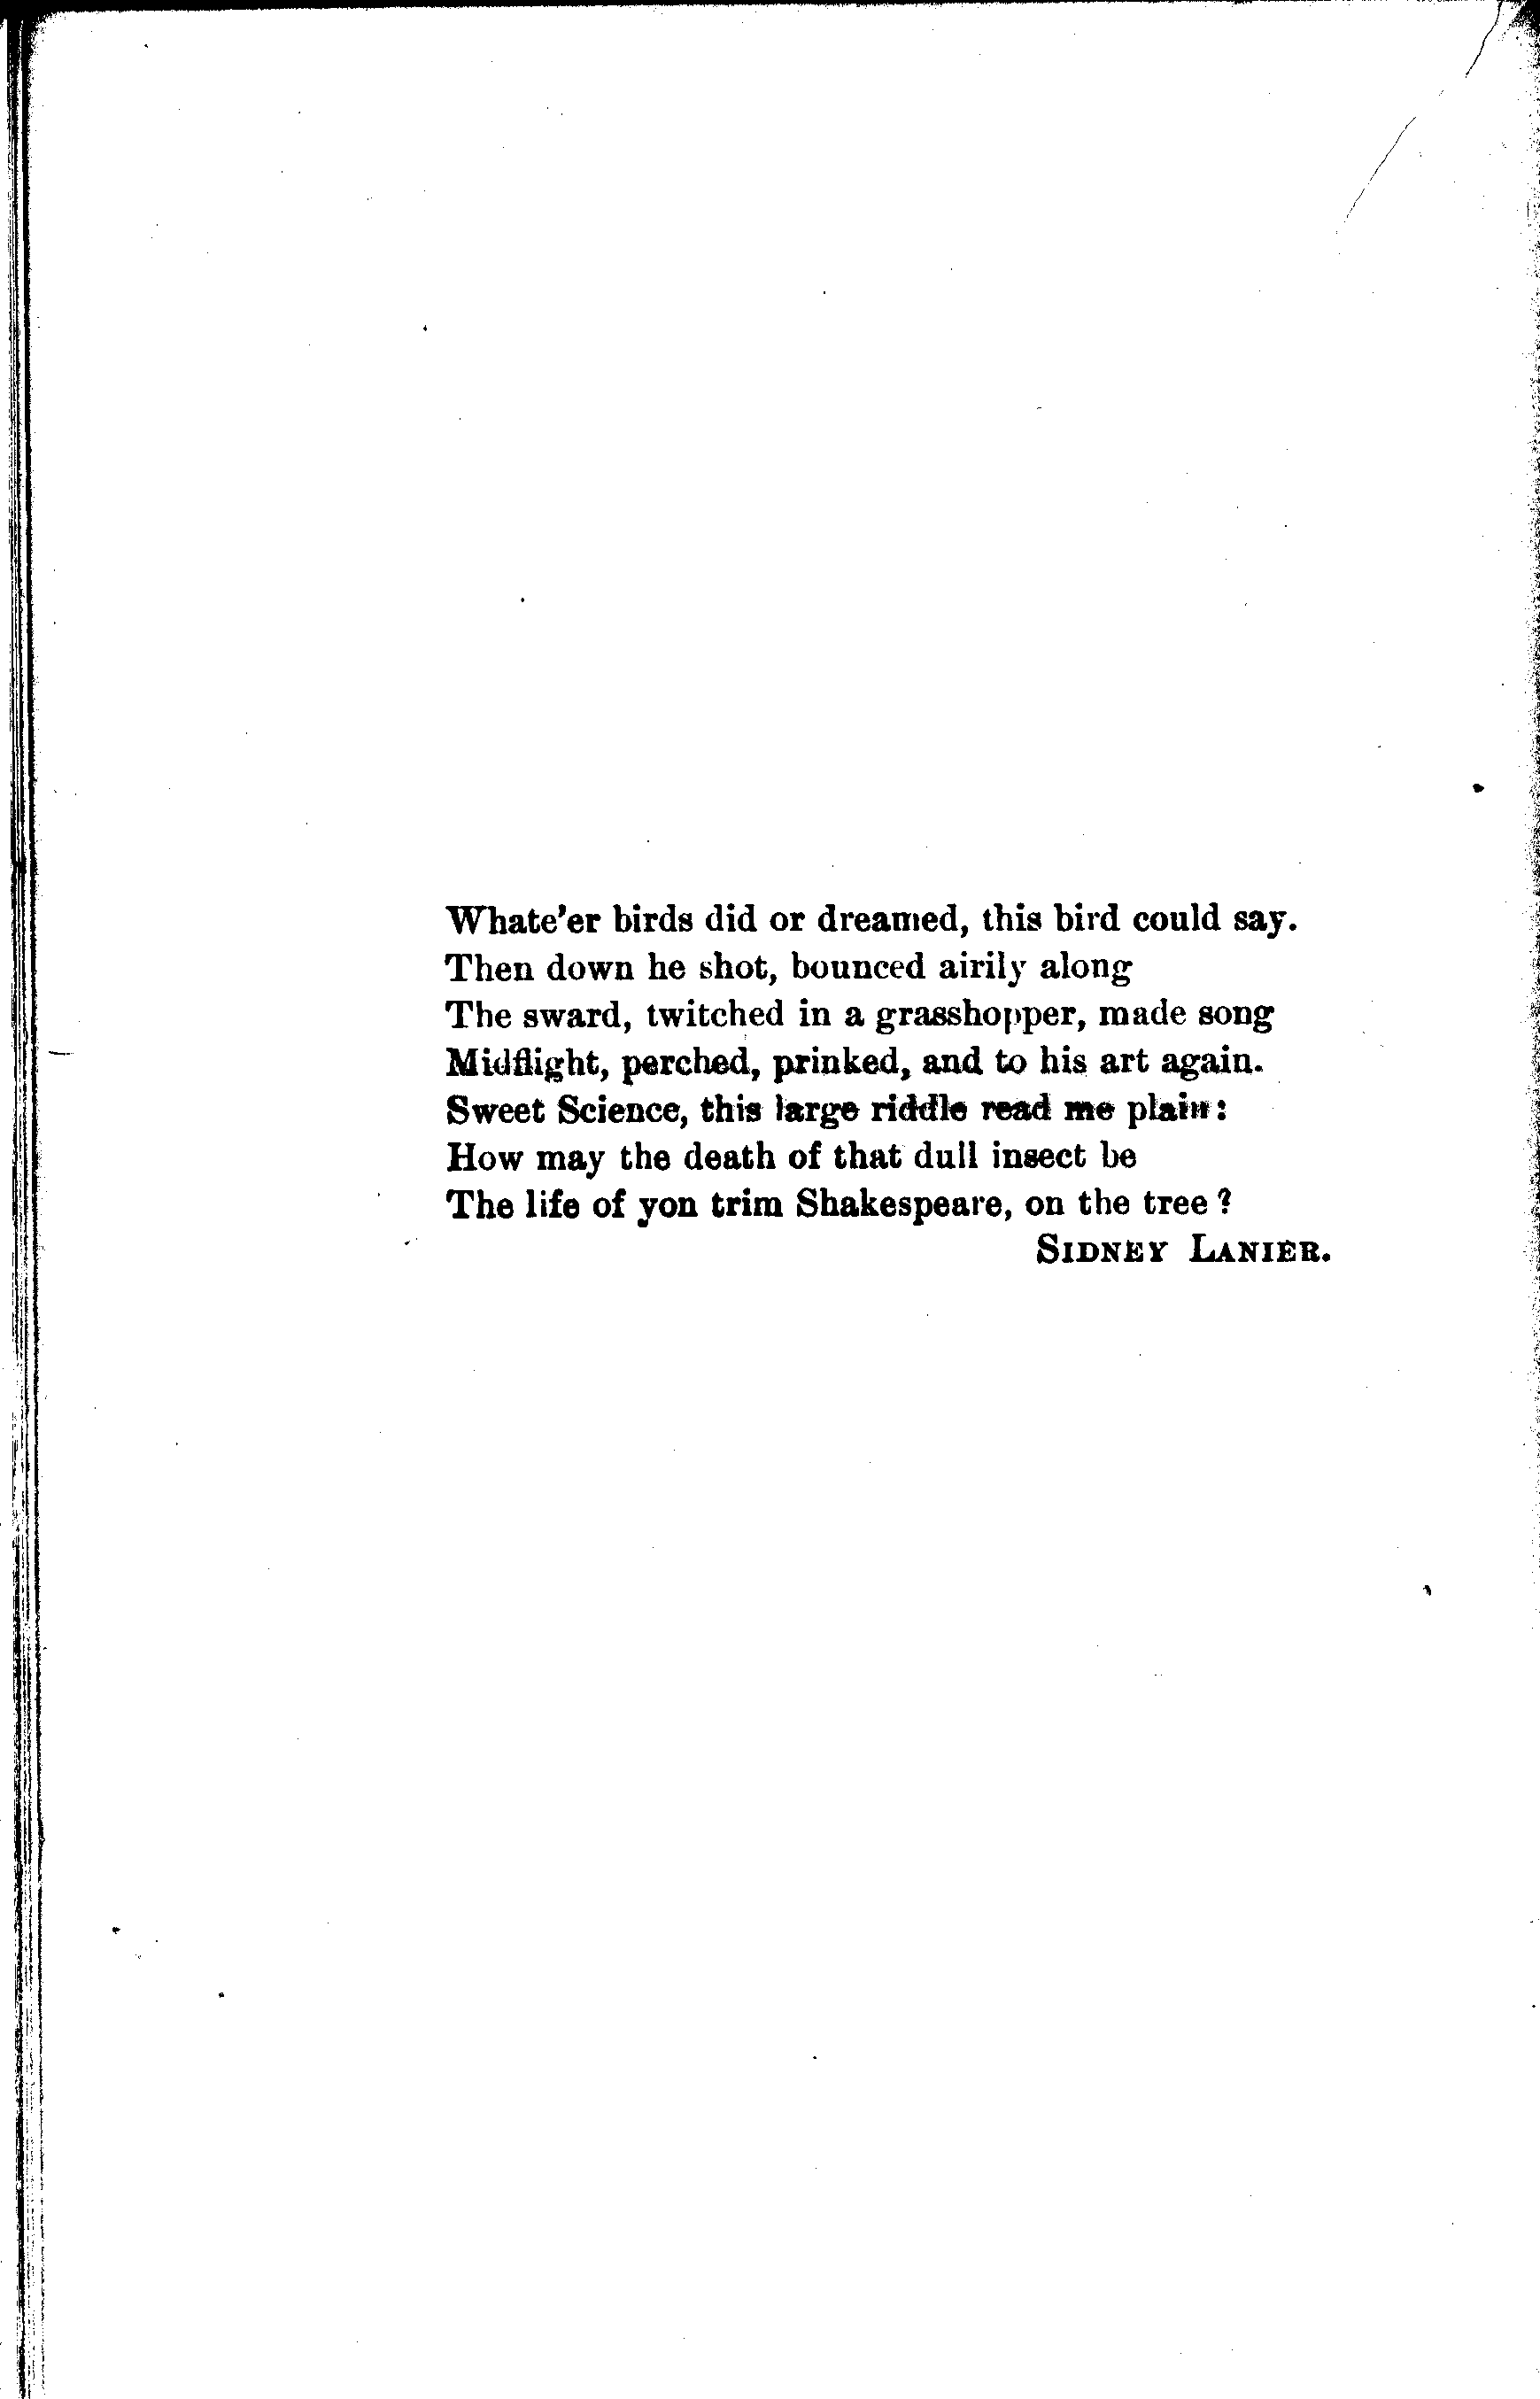 Whate'er birds did or dreamed, this bird could say.
Then down he shot, bounced airily along
The sward, twitched in a grasshopper, made song
Midflight, perched, prinked, and to his art again.
Sweet Science, this large riddle read me plain:
How may the death of that dull insect be
The life of yon trim Shakespeare, on the tree?
SIDNEY LANIER.